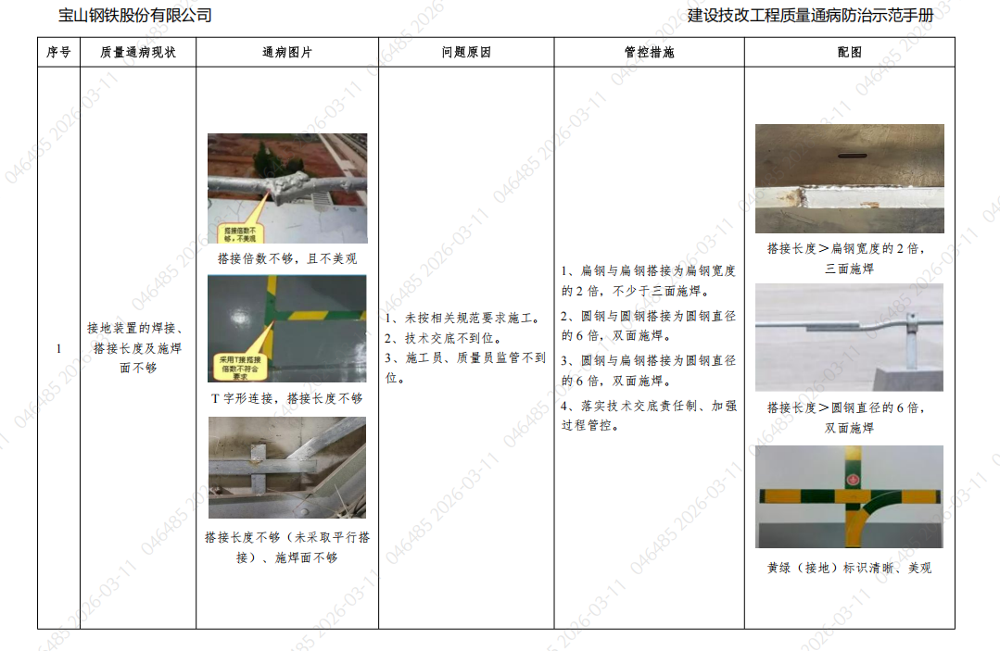 宝山钢铁股份有限公司
建设技改工程质量通病防治示范手册
序号
质量通病现状
通病图片
问题原因
管控措施
配图
1
接地装置的焊接、
搭接长度及施焊
面不够
搭接倍数不
够，不美观
搭接倍数不够，且不美观
采用T接搭接
倍数不符合
要求
T 字形连接，搭接长度不够
搭接长度不够（未采取平行搭
接）、施焊面不够
1、未按相关规范要求施工。
2、技术交底不到位。
3、施工员、质量员监管不到
位。
1、扁钢与扁钢搭接为扁钢宽度
的 2 倍，不少于三面施焊。
2、圆钢与圆钢搭接为圆钢直径
的 6 倍，双面施焊。
3、圆钢与扁钢搭接为圆钢直径
的 6 倍，双面施焊。
4、落实技术交底责任制、加强
过程管控。
搭接长度＞扁钢宽度的 2 倍，
三面施焊
搭接长度＞圆钢直径的 6 倍，
双面施焊
黄绿（接地）标识清晰、美观
046485 2026-03-11